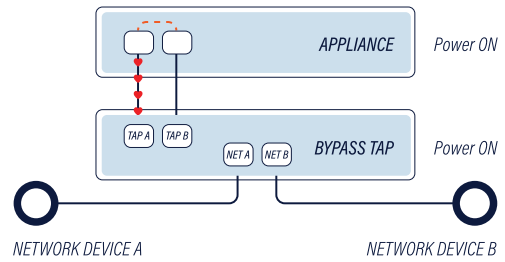 APPLIANCE
Power ON
TAP A
TAP B
NET A
NET B
BYPASS TAP
Power ON
NETWORK DEVICE A
NETWORK DEVICE B